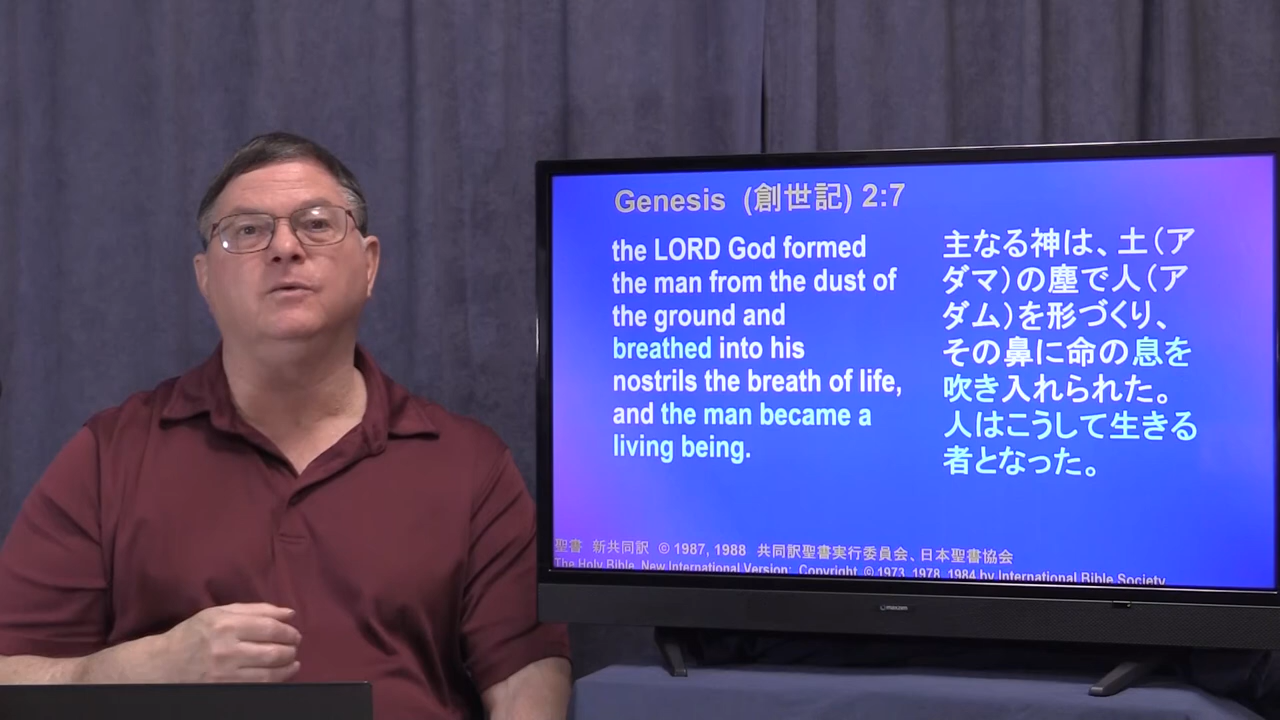 Genesis (創世記) 2:7
the LORD God formed
the man from the dust of
the ground and
breathed into his
nostrils the breath of life,
and the man became a
living being.
主なる神は、土(ア
ダマ)の塵で人(ア
ダム)を形づくり、
その鼻に命の息を
吹き入れられた。
人はこうして生きる
者となった。
聖書 新共同訳 © 1987, 1988 共同訳聖書実行委員会、日本聖書協会
The Holy Bible, New International Version; Copyright © 1973, 1978, 1984 by International Bible Society